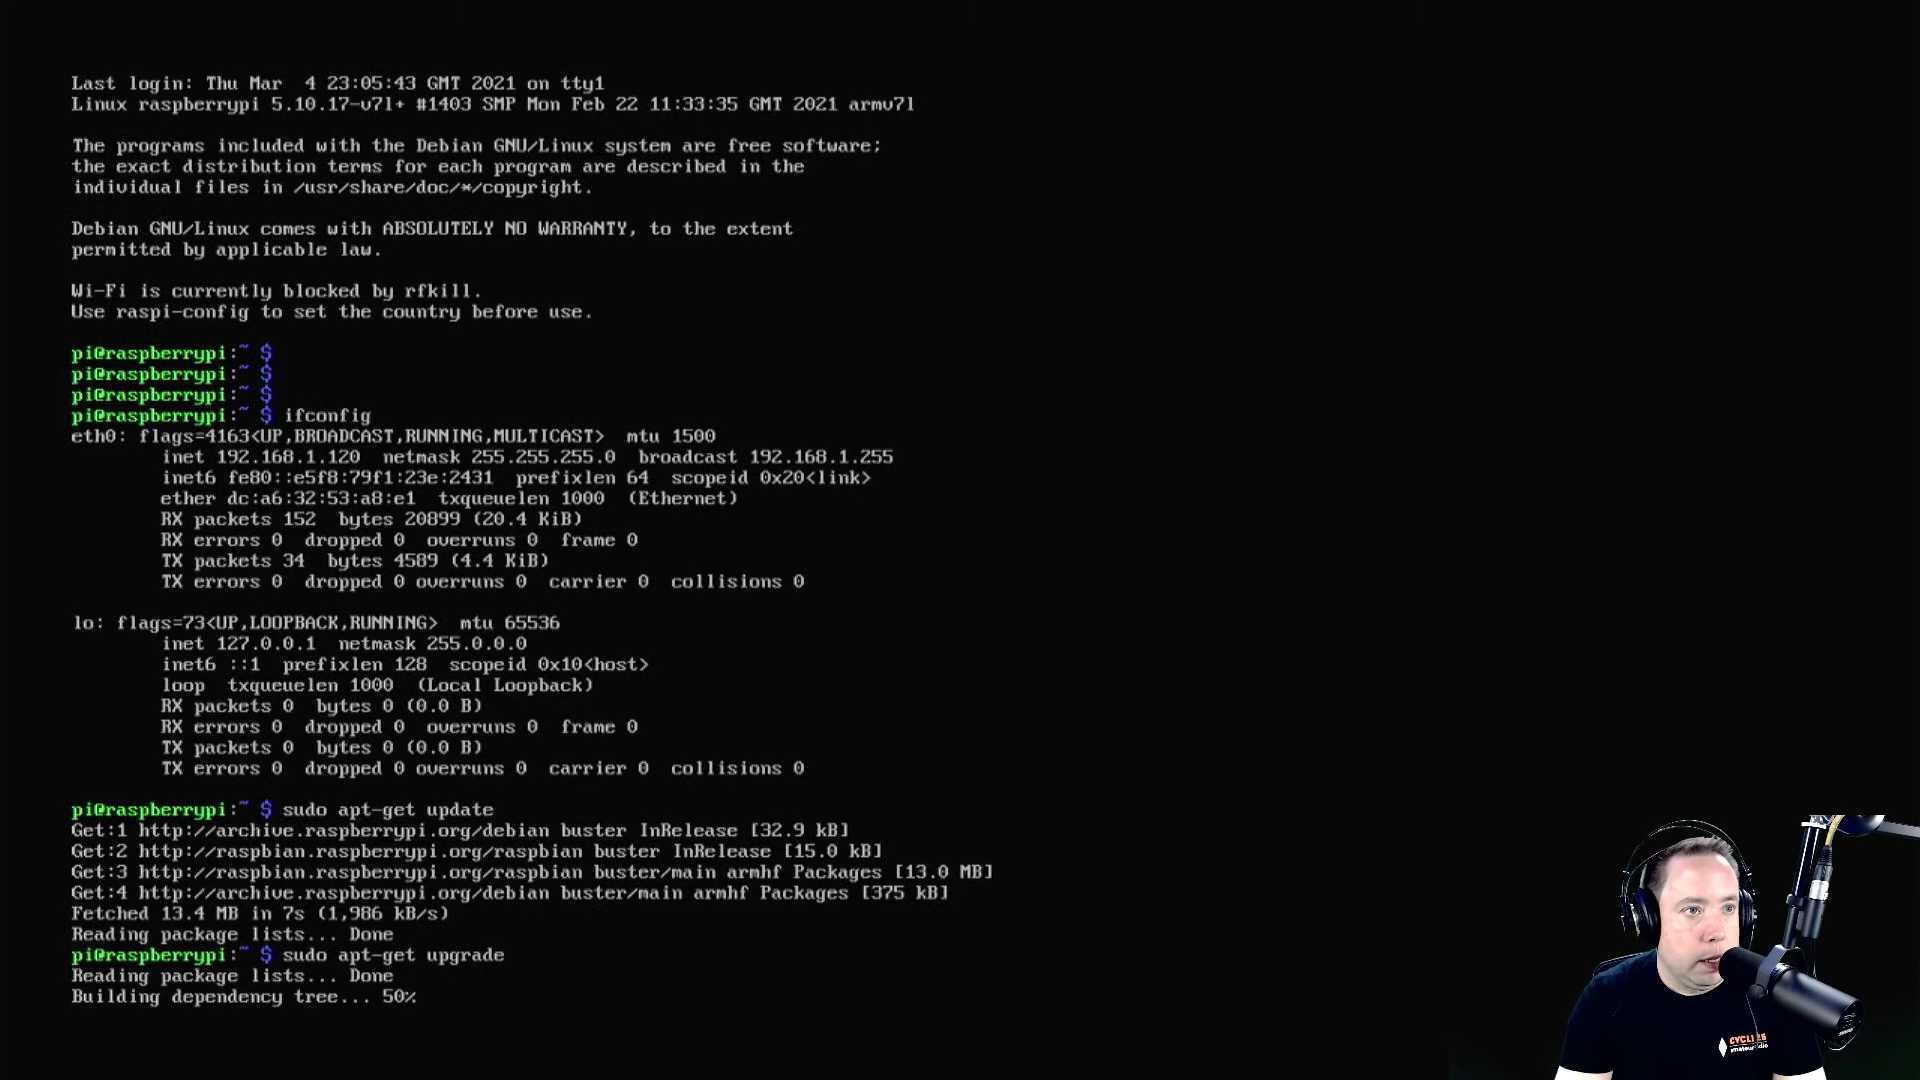 Last login: Thu Mar  4 23:05:43 GMT 2021 on tty1
Linux raspberrypi 5.10.17-v7l+ #1403 SMP Mon Feb 22 11:33:35 GMT 2021 armv7l
The programs included with the Debian GNU/Linux system are free software;
the exact distribution terms for each program are described in the
individual files in /usr/share/doc/*/copyright.
Debian GNU/Linux comes with ABSOLUTELY NO WARRANTY, to the extent
permitted by applicable law.
Wi-Fi is currently blocked by rfkill.
Use raspi-config to set the country before use.
pi@raspberrypi:~ $
pi@raspberrypi:~ $
pi@raspberrypi:~ $
pi@raspberrypi:~ $ ifconfig
eth0: flags=4163<UP,BROADCAST,RUNNING,MULTICAST>  mtu 1500
inet 192.168.1.120  netmask 255.255.255.0  broadcast 192.168.1.255
inet6 fe80::e5f8:79f1:23e:2431  prefixlen 64  scopeid 0x20<link>
ether dc:a6:32:53:a8:e1  txqueuelen 1000  (Ethernet)
RX packets 152  bytes 20899 (20.4 KiB)
RX errors 0  dropped 0  overruns 0  frame 0
TX packets 34  bytes 4589 (4.4 KiB)
TX errors 0  dropped 0 overruns 0  carrier 0  collisions 0
lo: flags=73<UP,LOOPBACK,RUNNING>  mtu 65536
inet 127.0.0.1  netmask 255.0.0.0
inet6 ::1  prefixlen 128  scopeid 0x10<host>
loop  txqueuelen 1000  (Local Loopback)
RX packets 0  bytes 0 (0.0 B)
RX errors 0  dropped 0  overruns 0  frame 0
TX packets 0  bytes 0 (0.0 B)
TX errors 0  dropped 0 overruns 0  carrier 0  collisions 0
pi@raspberrypi:~ $ sudo apt-get update
Get:1 http://archive.raspberrypi.org/debian buster InRelease [32.9 kB]
Get:2 http://raspbian.raspberrypi.org/raspbian buster InRelease [15.0 kB]
Get:3 http://raspbian.raspberrypi.org/raspbian buster/main armhf Packages [13.0 MB]
Get:4 http://archive.raspberrypi.org/debian buster/main armhf Packages [375 kB]
Fetched 13.4 MB in 7s (1,986 kB/s)
Reading package lists... Done
pi@raspberrypi:~ $ sudo apt-get upgrade
Reading package lists... Done
Building dependency tree... 50%